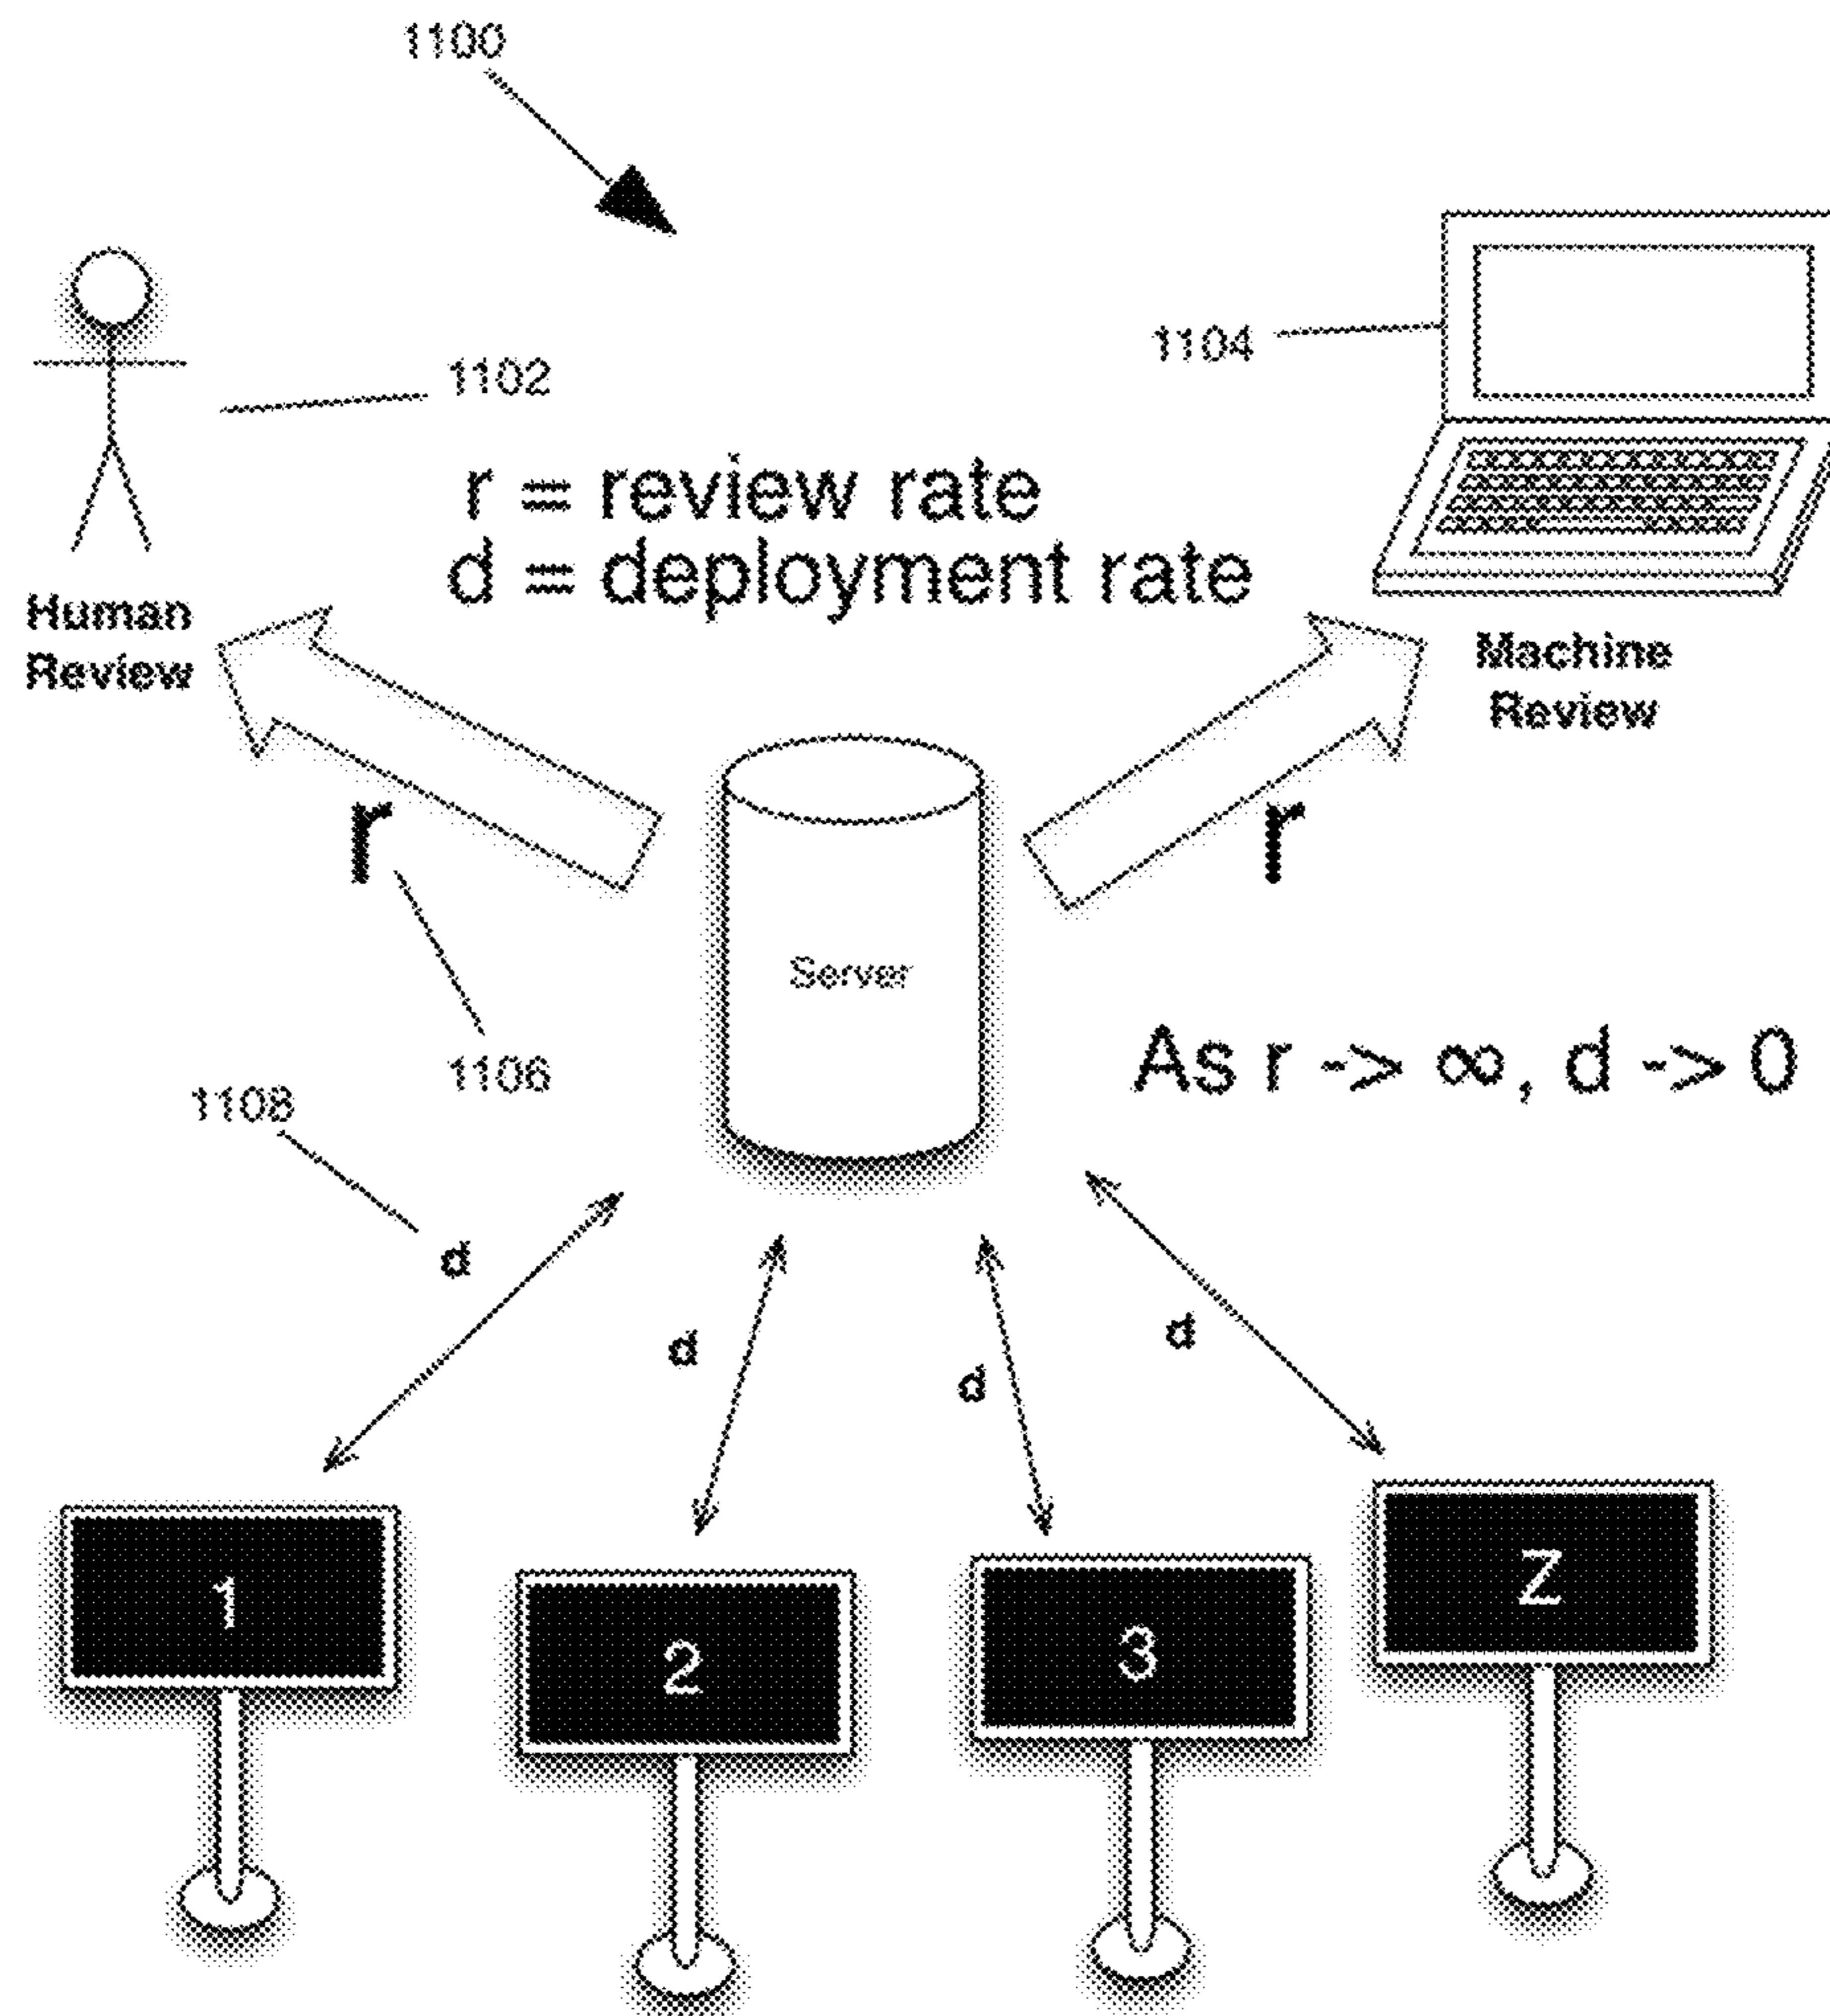 1100
1102
1104
r = review rate
d = deployment rate
Human
Review
Machine
Review
r
r
Server
1106
As r -> ∞, d -> 0
1108
d
d
d
d
1
2
3
Z